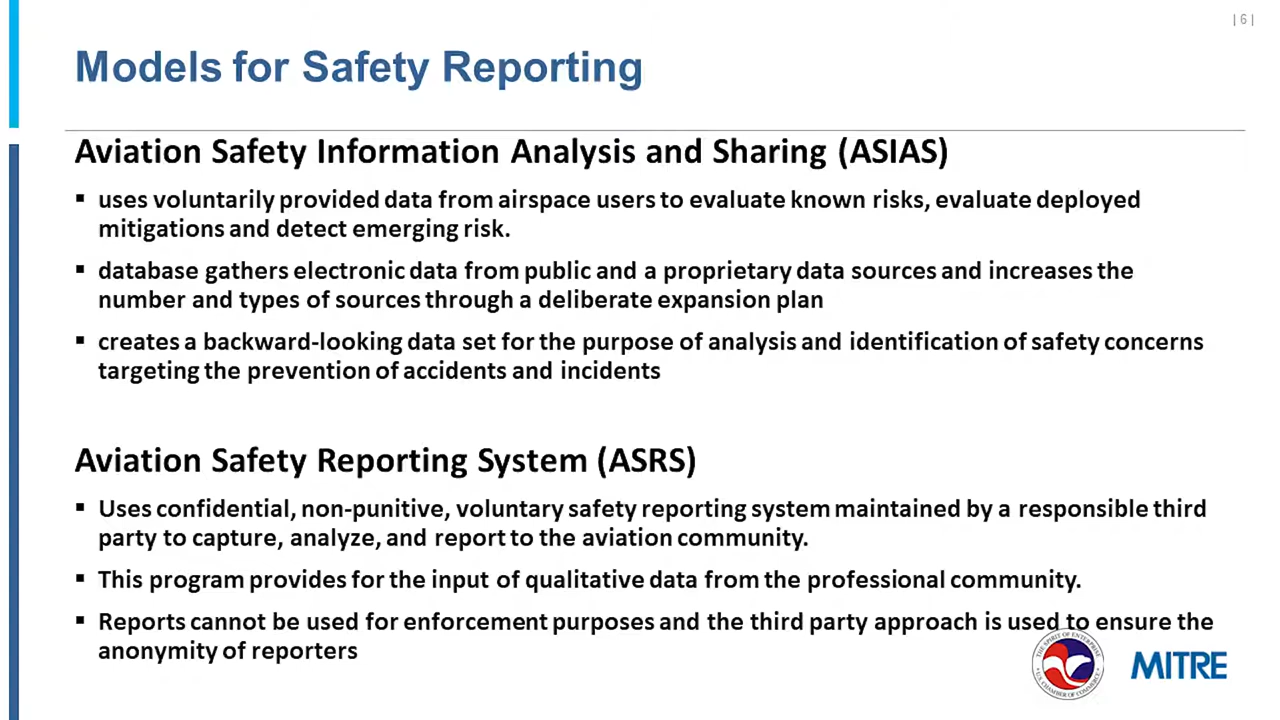 | 6 |
Models for Safety Reporting
Aviation Safety Information Analysis and Sharing (ASIAS)
▪ uses voluntarily provided data from airspace users to evaluate known risks, evaluate deployed
mitigations and detect emerging risk.
▪ database gathers electronic data from public and a proprietary data sources and increases the
number and types of sources through a deliberate expansion plan
▪ creates a backward-looking data set for the purpose of analysis and identification of safety concerns
targeting the prevention of accidents and incidents
Aviation Safety Reporting System (ASRS)
▪ Uses confidential, non-punitive, voluntary safety reporting system maintained by a responsible third
party to capture, analyze, and report to the aviation community.
▪ This program provides for the input of qualitative data from the professional community.
▪ Reports cannot be used for enforcement purposes and the third party approach is used to ensure the
anonymity of reporters
THE SPIRIT OF ENTERPRISE
U.S. CHAMBER OF COMMERCE
MITRE